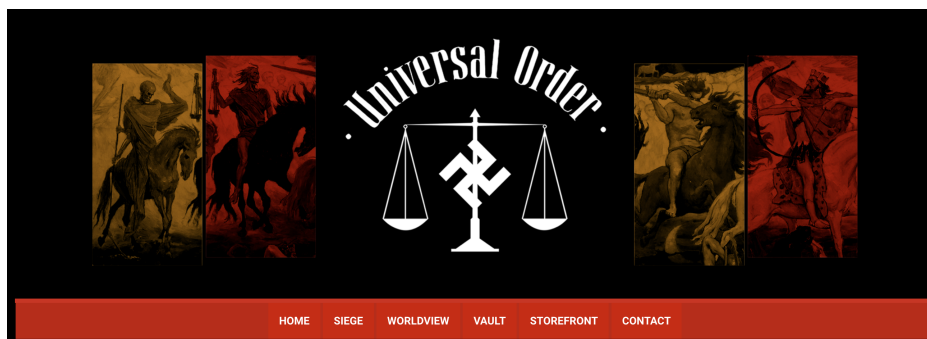 · Universal Order ·
HOME SIEGE WORLDVIEW VAULT STOREFRONT CONTACT